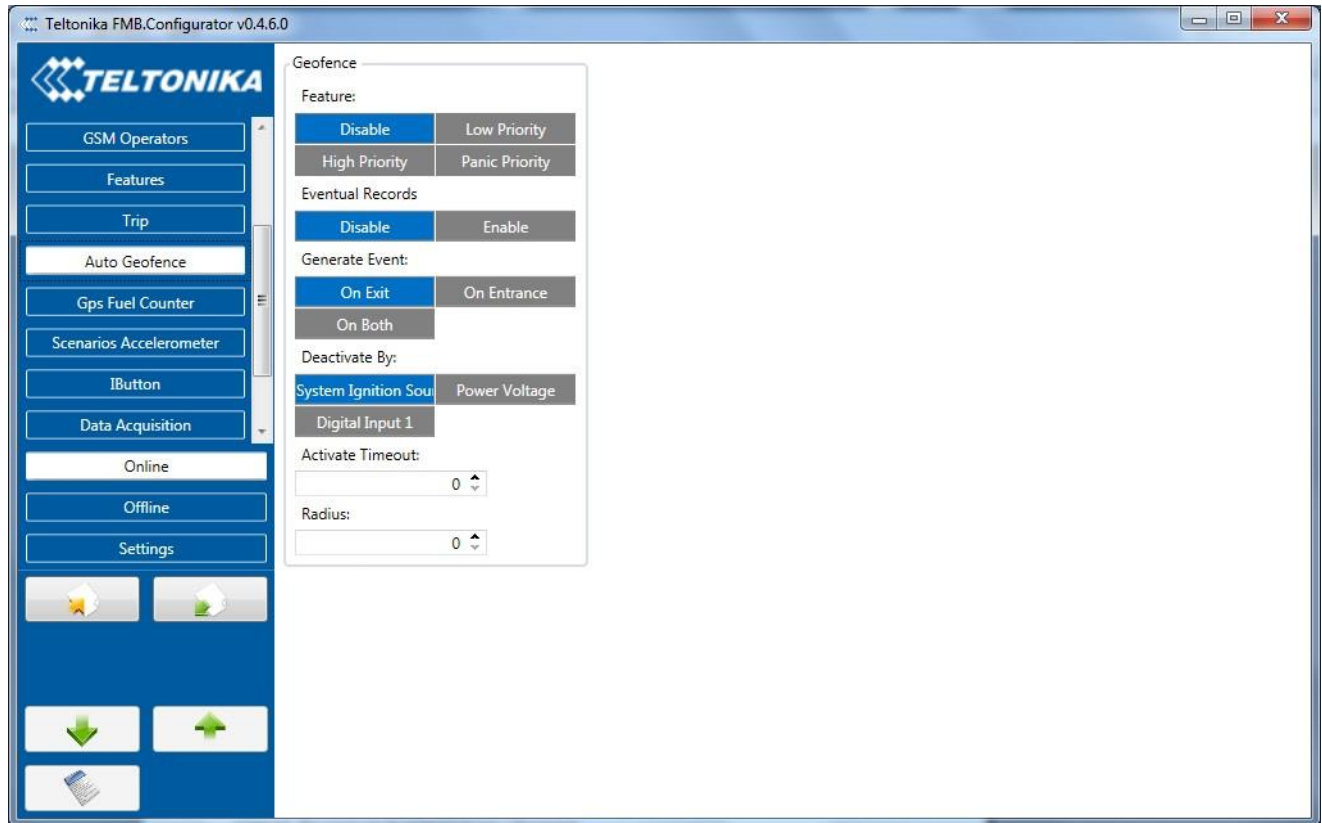 Teltonika FMB.Configurator v0.4.6.0
TELTONIKA
GSM Operators
Features
Trip
Auto Geofence
Gps Fuel Counter
Scenarios Accelerometer
IButton
Data Acquisition
Online
Offline
Settings
Geofence
Feature:
Disable Low Priority
High Priority Panic Priority
Eventual Records
Disable Enable
Generate Event:
On Exit On Entrance
On Both
Deactivate By:
System Ignition Sou Power Voltage
Digital Input 1
Activate Timeout:
0
Radius:
0